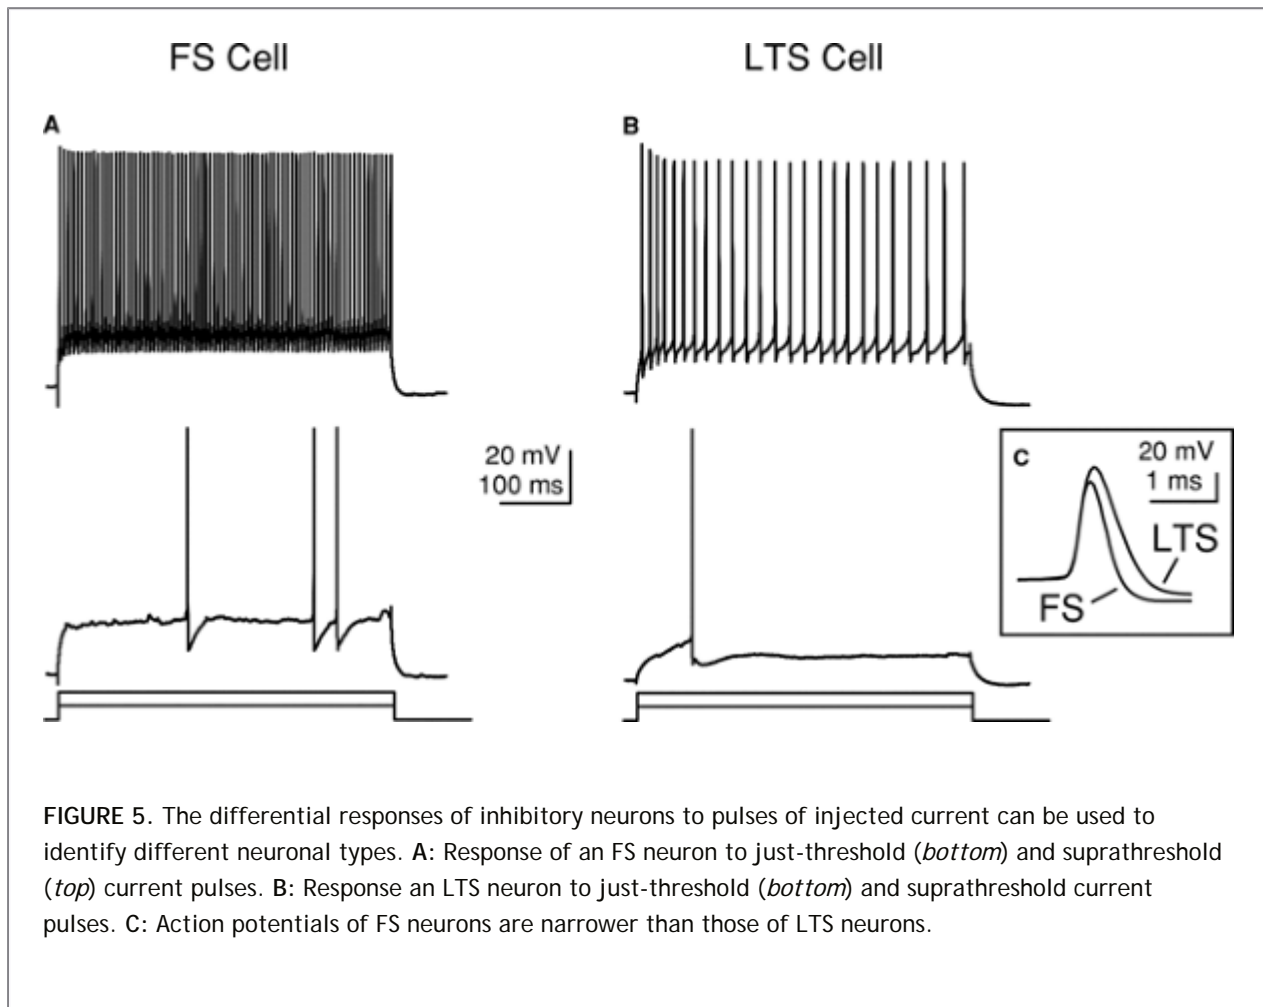 FS Cell
LTS Cell
A
B
20 mV
100 ms
C
20 mV
1 ms
LTS
FS
FIGURE 5. The differential responses of inhibitory neurons to pulses of injected current can be used to
identify different neuronal types. A: Response of an FS neuron to just-threshold (bottom) and suprathreshold
(top) current pulses. B: Response an LTS neuron to just-threshold (bottom) and suprathreshold current
pulses. C: Action potentials of FS neurons are narrower than those of LTS neurons.